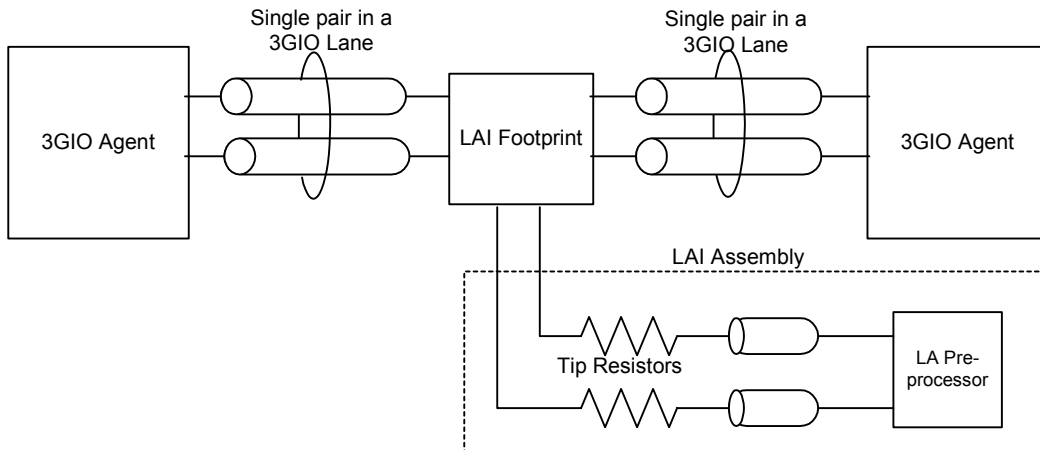 Single pair in a
3GIO Lane
Single pair in a
3GIO Lane
3GIO Agent
LAI Footprint
3GIO Agent
LAI Assembly
Tip Resistors
LA Pre-
processor